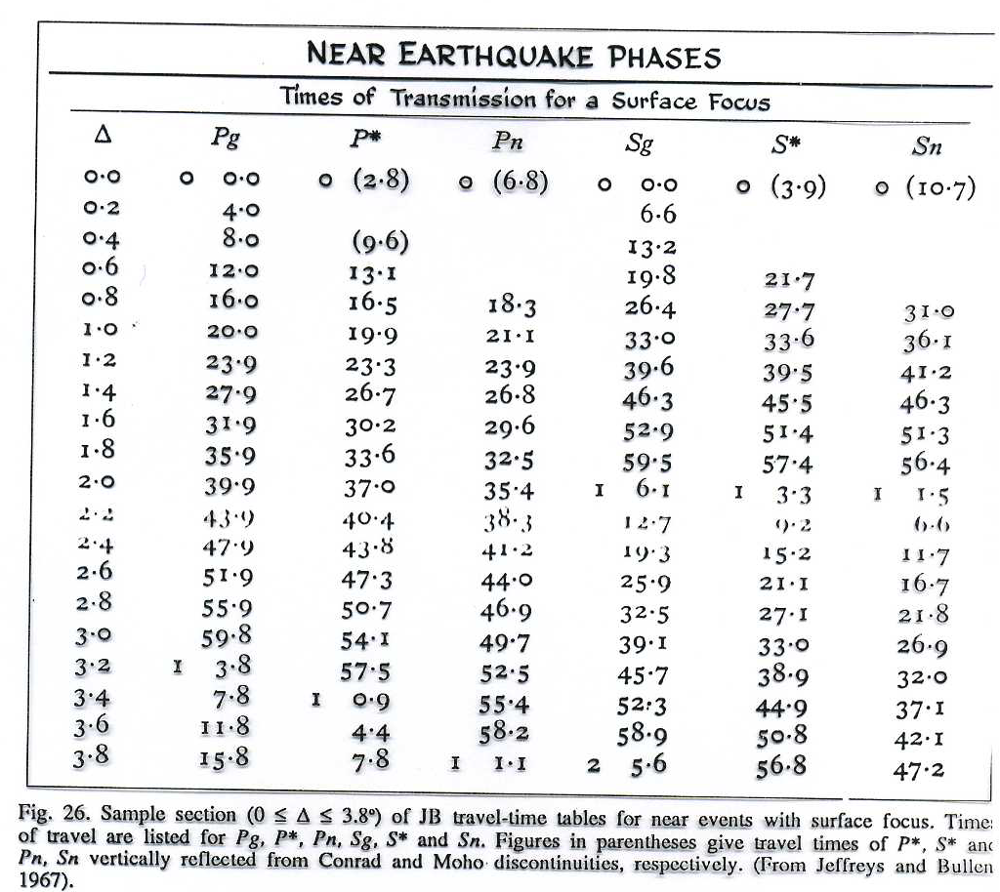 NEAR EARTHQUAKE PHASES
Times of Transmission for a Surface Focus
Δ Pg P* Pn Sg S* Sn
0·0 0 0·0 0 (2·8) 0 (6·8) 0 0·0 0 (3·9) 0 (10·7)
0·2 4·0 6·6
0·4 8·0 (9·6) 13·2
0·6 12·0 13·1 19·8 21·7
0·8 16·0 16·5 18·3 26·4 27·7 31·0
1·0 20·0 19·9 21·1 33·0 33·6 36·1
1·2 23·9 23·3 23·9 39·6 39·5 41·2
1·4 27·9 26·7 26·8 46·3 45·5 46·3
1·6 31·9 30·2 29·6 52·9 51·4 51·3
1·8 35·9 33·6 32·5 59·5 57·4 56·4
2·0 39·9 37·0 35·4 1 6·1 1 3·3 1 1·5
2·2 43·9 40·4 38·3 12·7 9·2 6·6
2·4 47·9 43·8 41·2 19·3 15·2 11·7
2·6 51·9 47·3 44·0 25·9 21·1 16·7
2·8 55·9 50·7 46·9 32·5 27·1 21·8
3·0 59·8 54·1 49·7 39·1 33·0 26·9
3·2 1 3·8 57·5 52·5 45·7 38·9 32·0
3·4 7·8 1 0·9 55·4 52·3 44·9 37·1
3·6 11·8 4·4 58·2 58·9 50·8 42·1
3·8 15·8 7·8 1 1·1 2 5·6 56·8 47·2
Fig. 26. Sample section (0 ≤ Δ ≤ 3.8°) of JB travel-time tables for near events with surface focus. Times
of travel are listed for Pg, P*, Pn, Sg, S* and Sn. Figures in parentheses give travel times of P*, S* and
Pn, Sn vertically reflected from Conrad and Moho discontinuities, respectively. (From Jeffreys and Bullen
1967).